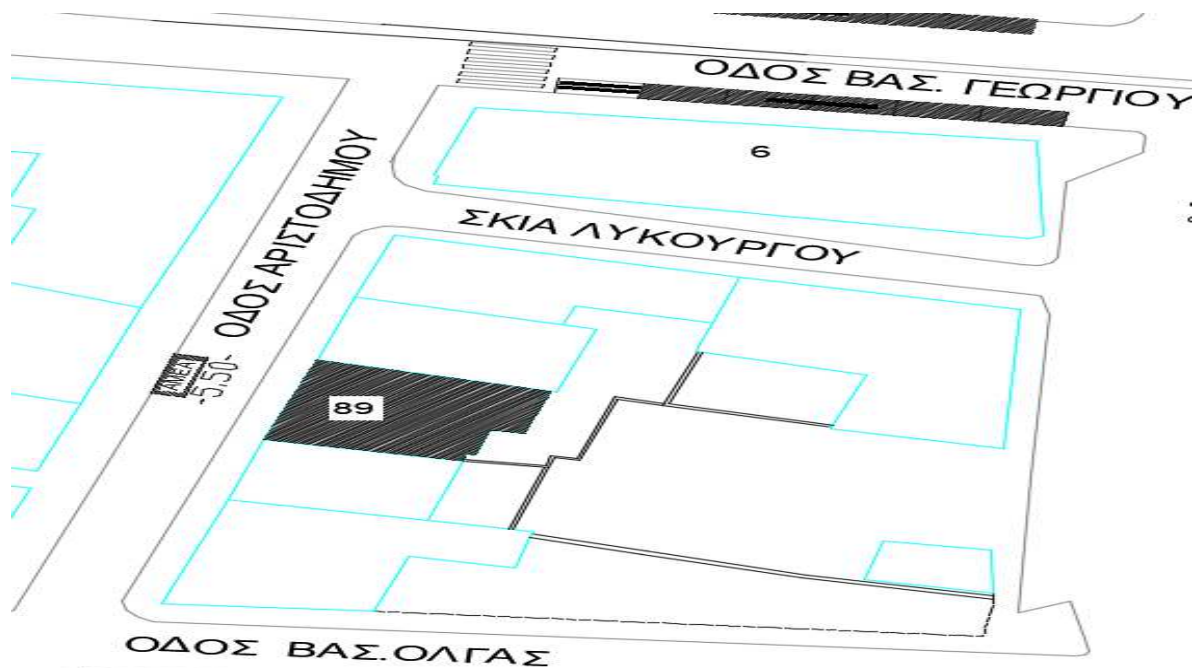 ΟΔΟΣ ΒΑΣ. ΓΕΩΡΓΙΟΥ
6
ΟΔΟΣ ΑΡΙΣΤΟΔΗΜΟΥ
ΣΚΙΑ ΛΥΚΟΥΡΓΟΥ
ΑΜΕΑ
-5.50-
89
ΟΔΟΣ ΒΑΣ.ΟΛΓΑΣ